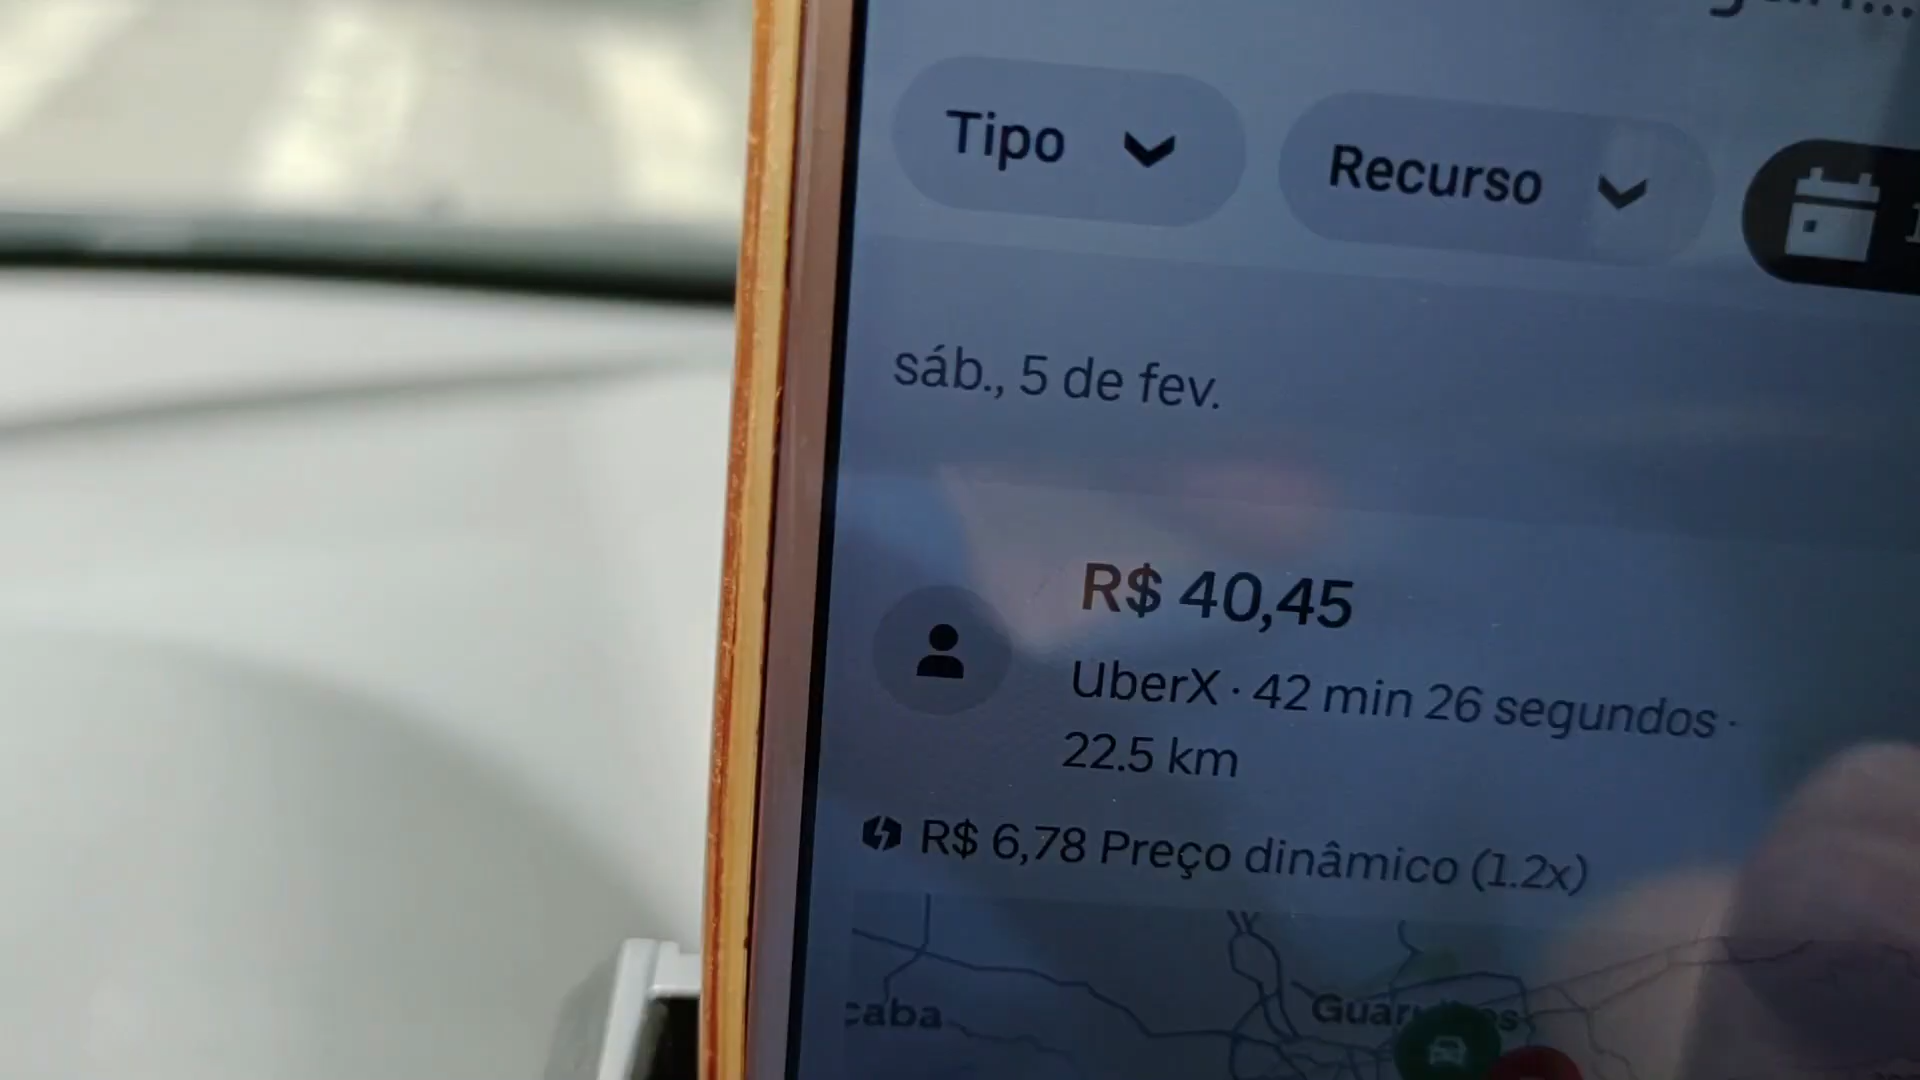 Tipo
Recurso
sáb., 5 de fev.
R$ 40,45
UberX · 42 min 26 segundos ·
22.5 km
R$ 6,78 Preço dinâmico (1.2x)